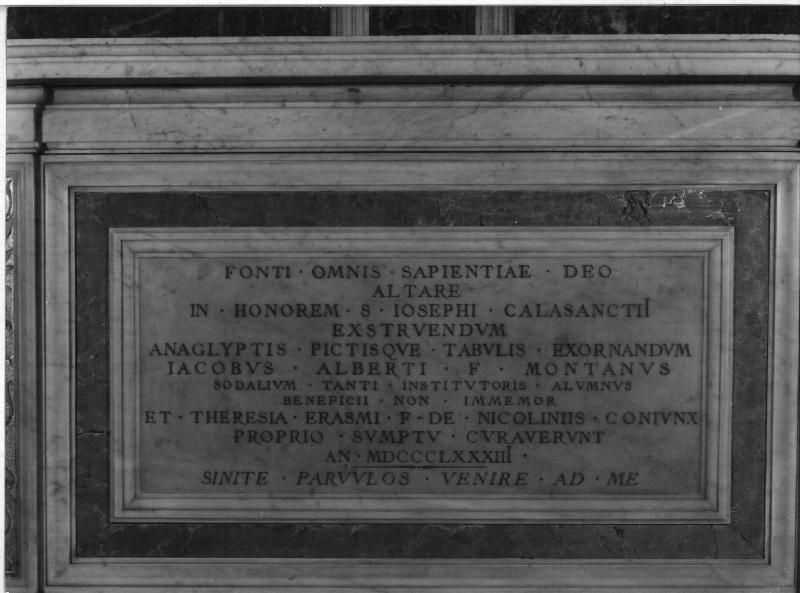 FONTI · OMNIS · SAPIENTIAE · DEO
ALTARE
IN · HONOREM · S · IOSEPHI · CALASANCTII
EXSTRVENDVM
ANAGLYPTIS · PICTISQVE · TABVLIS · EXORNANDVM
IACOBVS · ALBERTI · F · MONTANVS
SODALIVM · TANTI · INSTITVTORIS · ALVMNVS
BENEFICII · NON · IMMEMOR
ET · THERESIA · ERASMI · F · DE · NICOLINIIS · CONIVNX
PROPRIO · SVMPTV · CVRAVERVNT
AN · MDCCCLXXXIII ·
SINITE · PARVVLOS · VENIRE · AD · ME